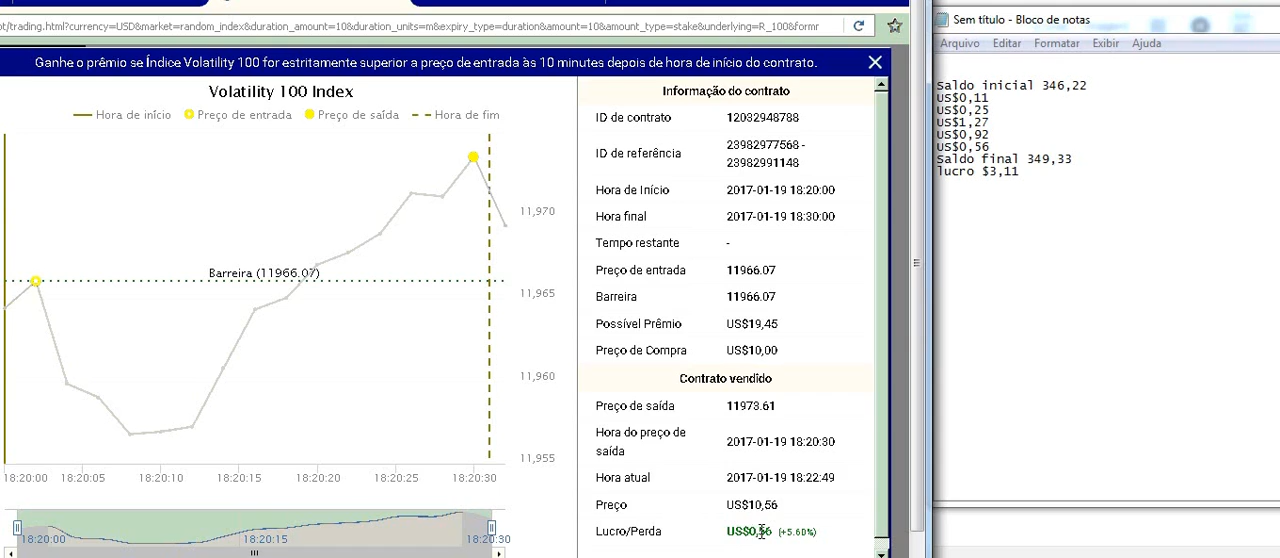 ot/trading.html?currency=USD&market=random_index&duration_amount=10&duration_units=m&expiry_type=duration&amount=10&amount_type=stake&underlying=R_100&formr
Ganhe o prêmio se Índice Volatility 100 for estritamente superior a preço de entrada às 10 minutos depois de hora de início do contrato.
Volatility 100 Index
Hora de início
Preço de entrada
Preço de saída
Hora de fim
Barreira (11966.07)
11,970
11,965
11,960
11,955
18:20:00
18:20:05
18:20:10
18:20:15
18:20:20
18:20:25
18:20:30
18:20:00
18:20:15
18:20:30
Informação do contrato
ID de contrato 12032948788
ID de referência 23982977568 -
23982991148
Hora de Início 2017-01-19 18:20:00
Hora final 2017-01-19 18:30:00
Tempo restante -
Preço de entrada 11966.07
Barreira 11966.07
Possível Prêmio US$19,45
Preço de Compra US$10,00
Contrato vendido
Preço de saída 11973.61
Hora do preço de
saída 2017-01-19 18:20:30
Hora atual 2017-01-19 18:22:49
Preço US$10,56
Lucro/Perda US$0,56 (+5.60%)
Sem título - Bloco de notas
Arquivo Editar Formatar Exibir Ajuda
Saldo inicial 346,22
US$0,11
US$0,25
US$1,27
US$0,92
US$0,56
Saldo final 349,33
lucro $3,11